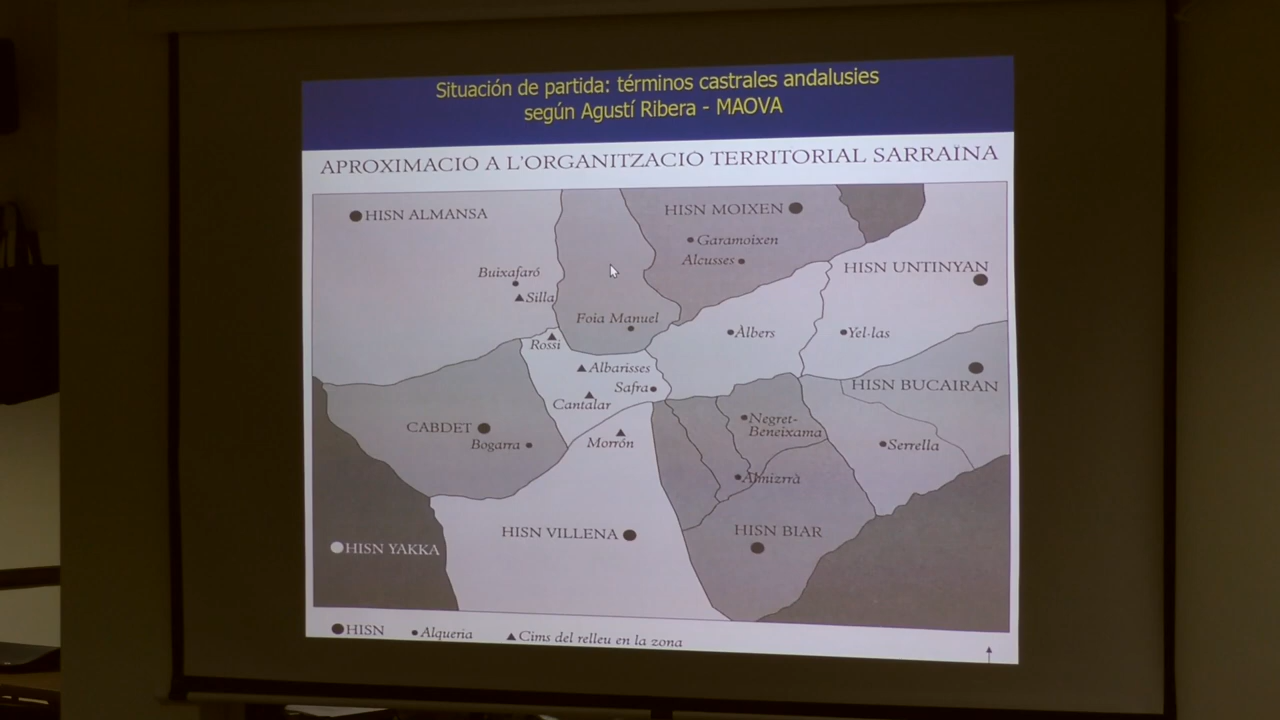 Situación de partida: términos castrales andalusies
según Agustí Ribera - MAOVA
APROXIMACIÓ A L'ORGANITZACIÓ TERRITORIAL SARRAÏNA
HISN ALMANSA
HISN MOIXEN
Garamoixen
Alcusses
HISN UNTINYAN
Buixafaró
Silla
Foia Manuel
Àlbers
Yel·las
Rossi
Albarisses
Safra
HISN BUCAIRAN
Cantalar
CABDET
Negret-
Beneixama
Bogarra
Morrón
Serrella
Almizrrà
HISN VILLENA
HISN BIAR
HISN YAKKA
HISN
Alqueria
Cims del relleu en la zona